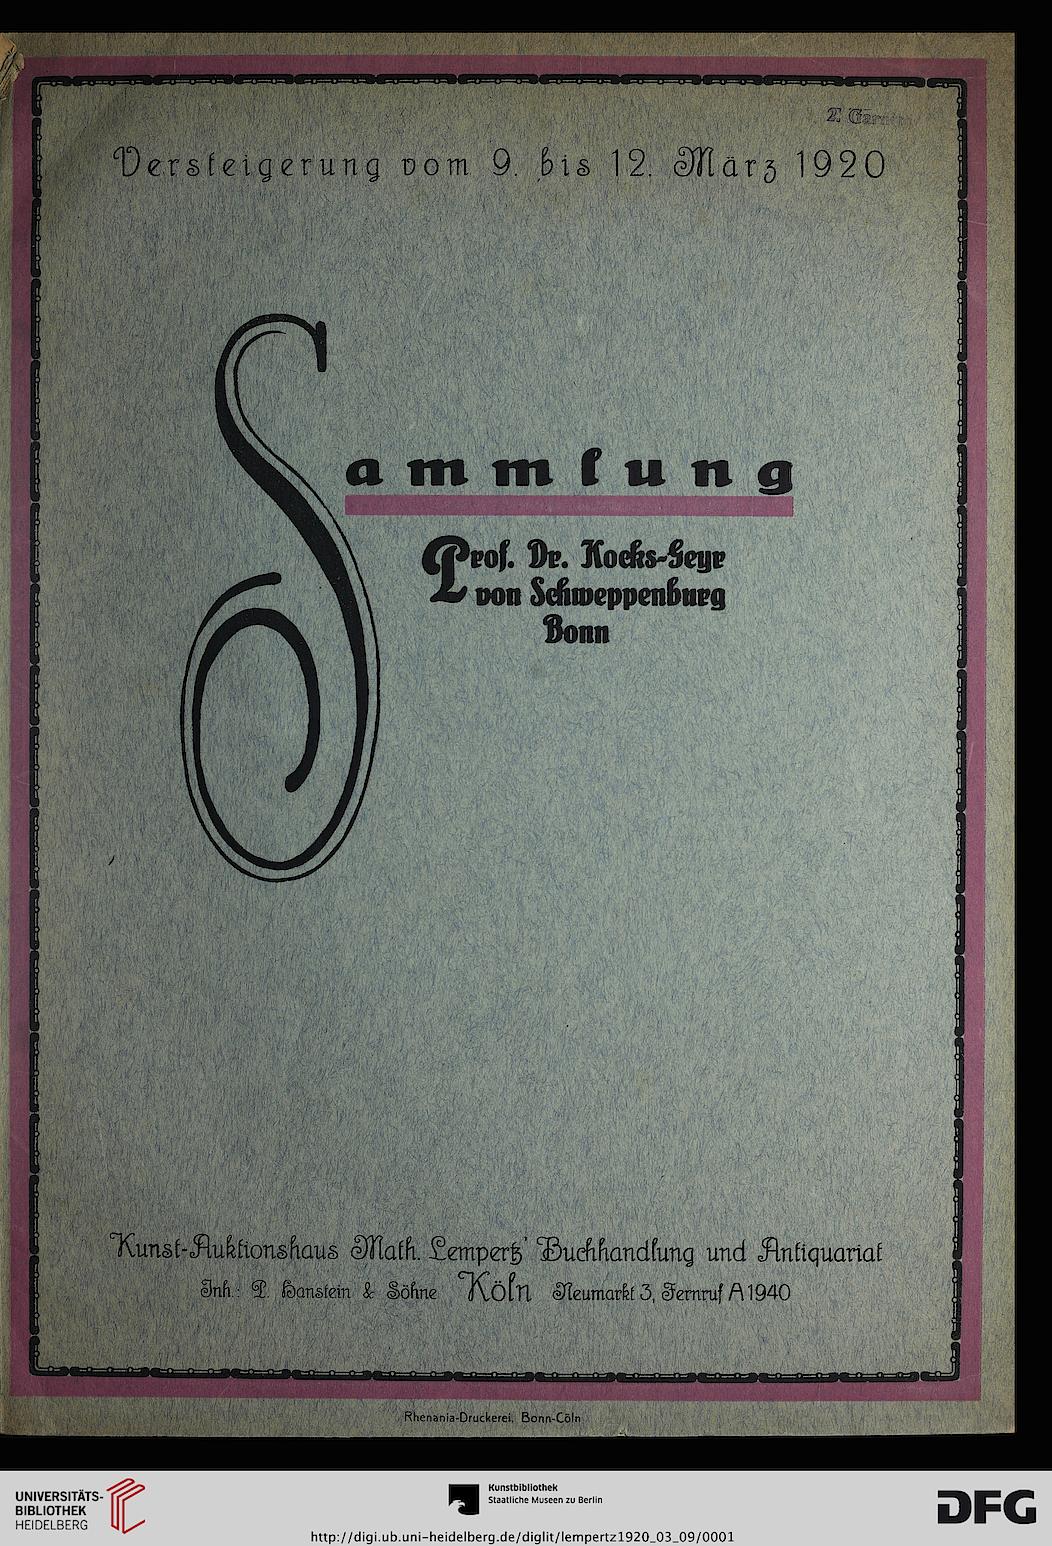 Versteigerung vom 9. bis 12. März 1920
Sammlung
Prof. Dr. Kocks-Geyr
von Schweppenburg
Bonn
Kunst-Auktionshaus Math. Lempertz' Buchhandlung und Antiquariat
Inh.: P. Hanstein & Söhne Köln Neumarkt 3, Fernruf A 1940
Rhenania-Druckerei, Bonn-Cöln
UNIVERSITÄTS-
BIBLIOTHEK
HEIDELBERG
Kunstbibliothek
Staatliche Museen zu Berlin
DFG
http://digi.ub.uni-heidelberg.de/diglit/lempertz1920_03_09/0001